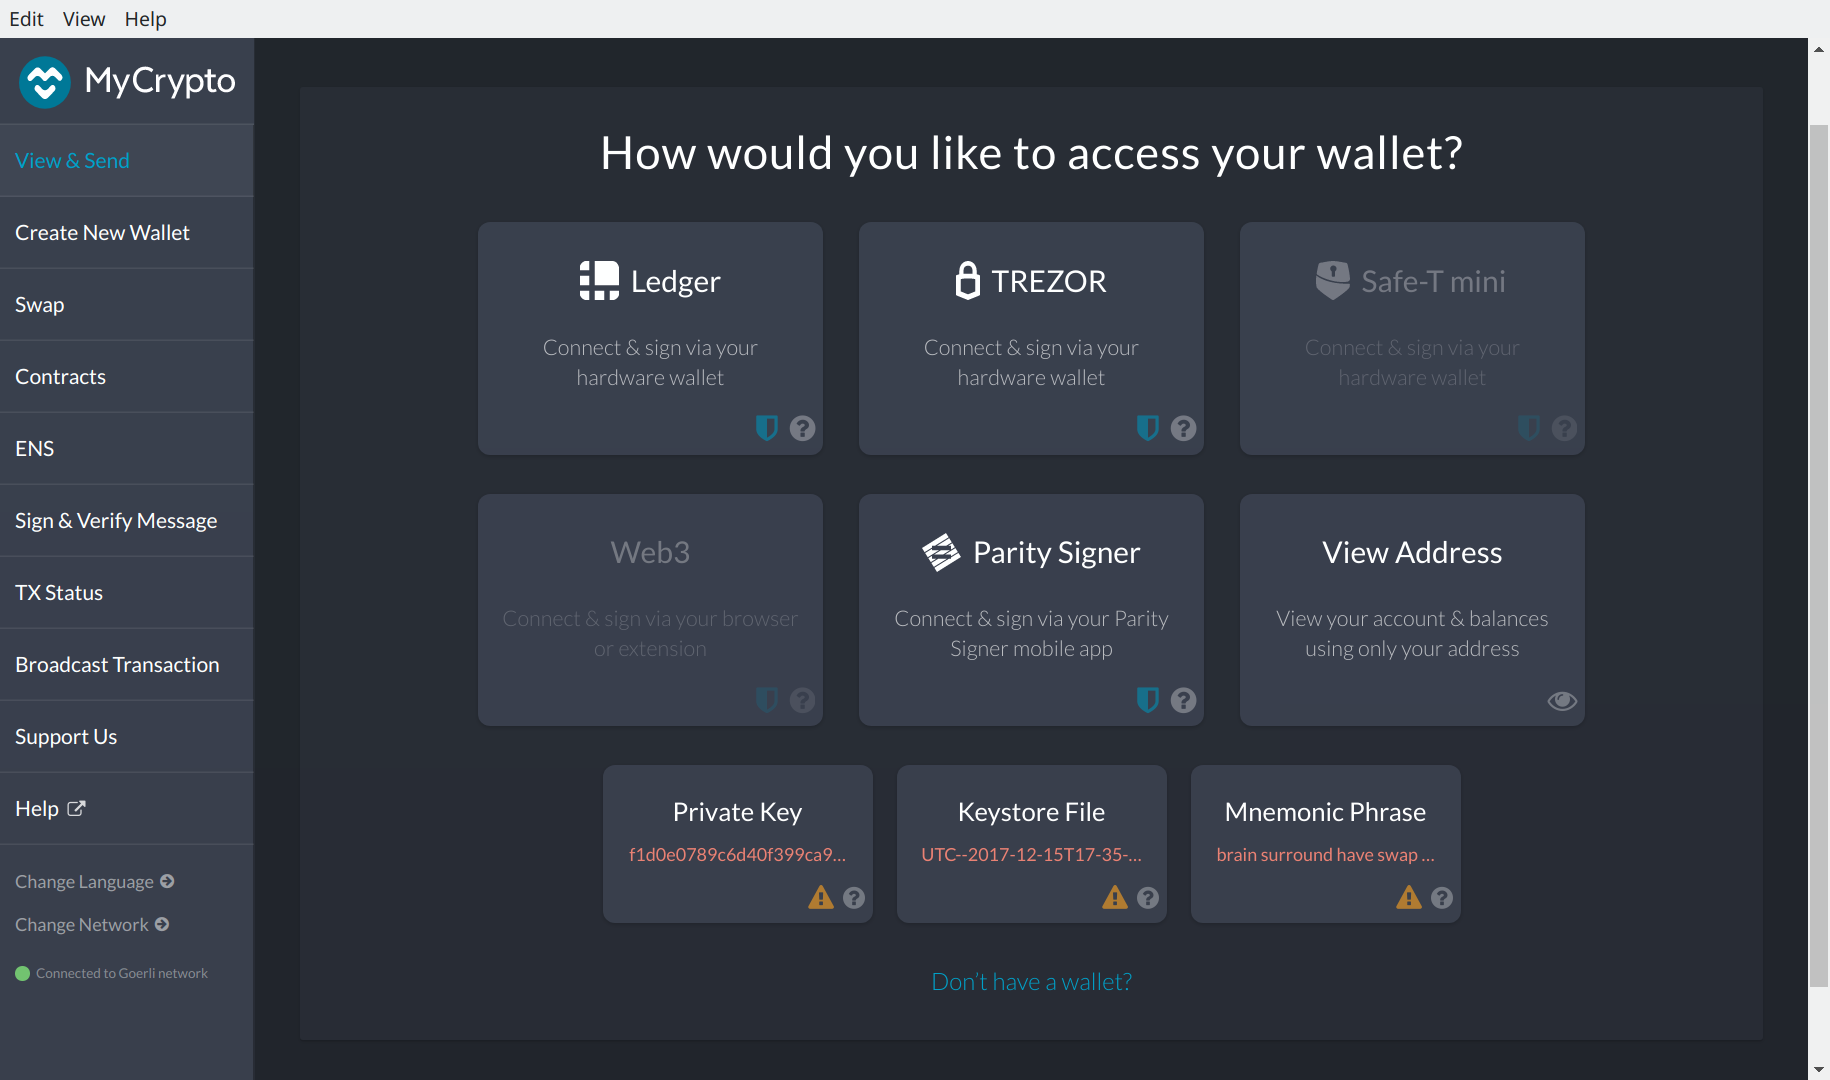 Edit View Help
MyCrypto
View & Send
Create New Wallet
Swap
Contracts
ENS
Sign & Verify Message
TX Status
Broadcast Transaction
Support Us
Help
Change Language
Change Network
Connected to Goerli network
How would you like to access your wallet?
Ledger
Connect & sign via your
hardware wallet
TREZOR
Connect & sign via your
hardware wallet
Safe-T mini
Connect & sign via your
hardware wallet
Web3
Connect & sign via your browser
or extension
Parity Signer
Connect & sign via your Parity
Signer mobile app
View Address
View your account & balances
using only your address
Private Key
f1d0e0789c6d40f399ca9...
Keystore File
UTC--2017-12-15T17-35-...
Mnemonic Phrase
brain surround have swap ...
Don't have a wallet?